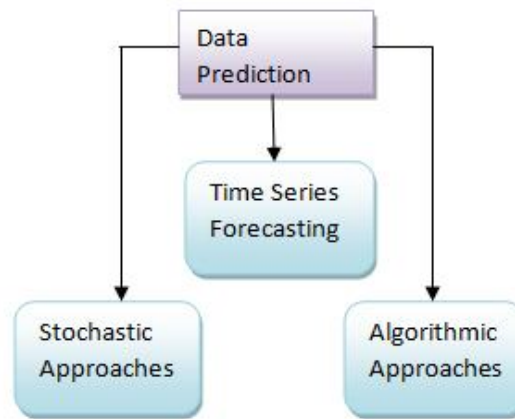 Data
Prediction
Time Series
Forecasting
Stochastic
Approaches
Algorithmic
Approaches